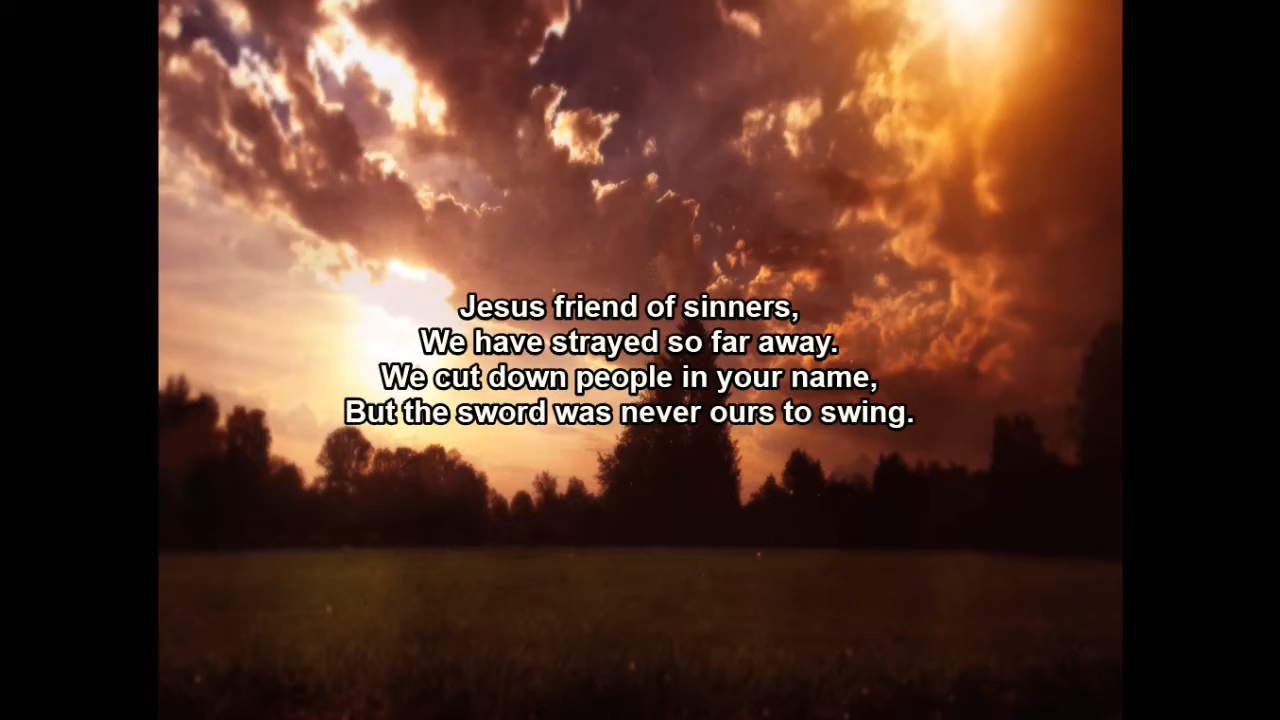 Jesus friend of sinners,
We have strayed so far away.
We cut down people in your name,
But the sword was never ours to swing.